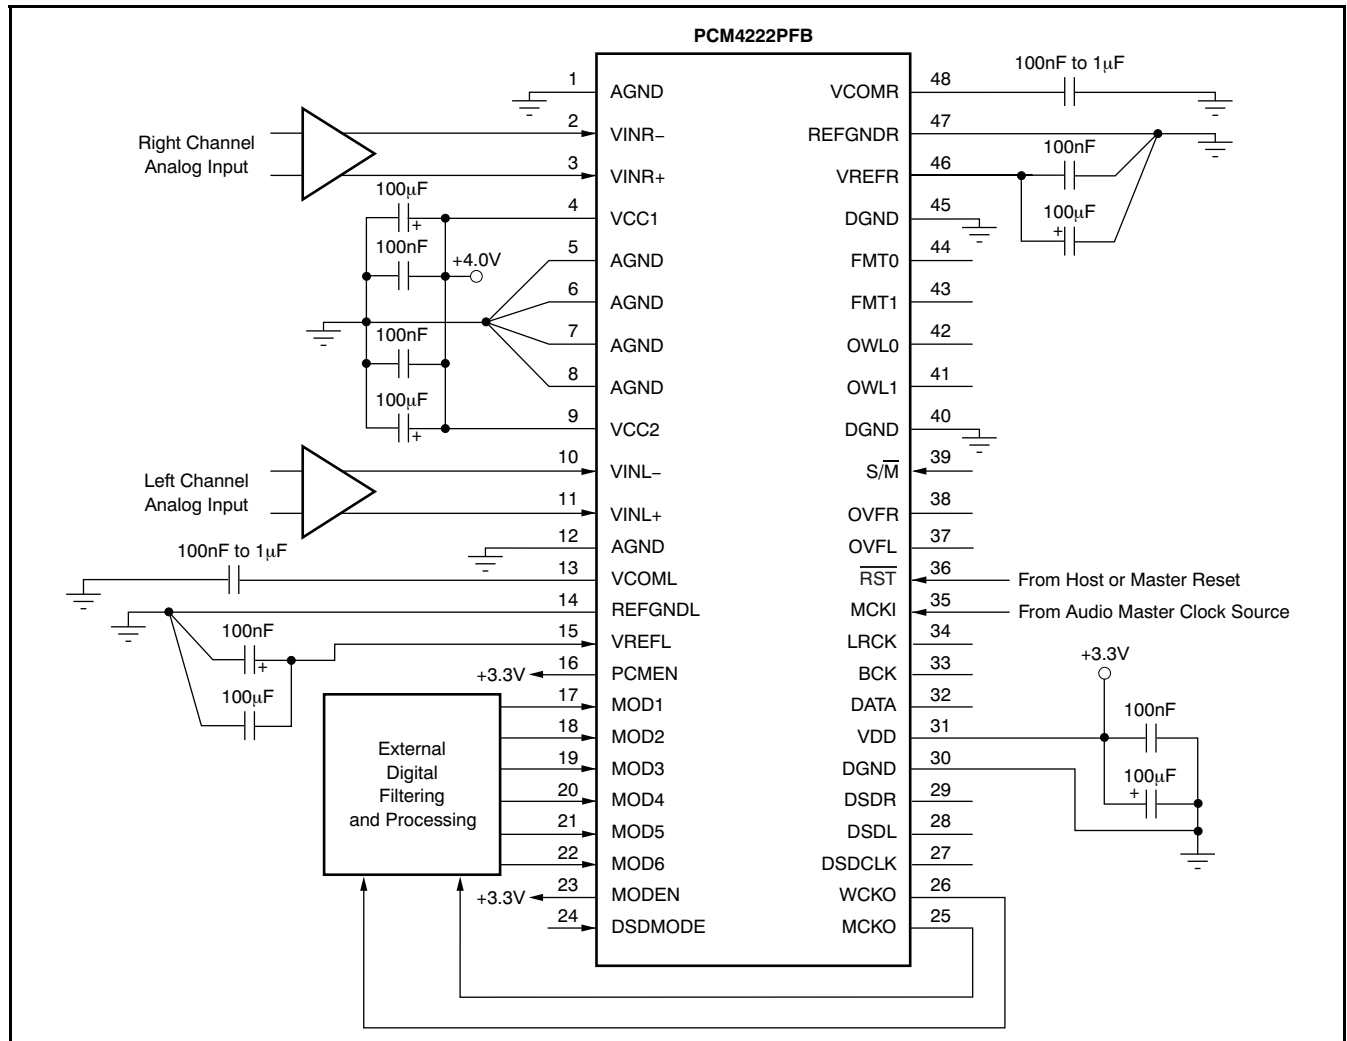 PCM4222PFB
1
AGND
2
VINR−
3
VINR+
4
VCC1
5
AGND
6
AGND
7
AGND
8
AGND
9
VCC2
10
VINL−
11
VINL+
12
AGND
13
VCOML
14
REFGNDL
15
VREFL
16
PCMEN
17
MOD1
18
MOD2
19
MOD3
20
MOD4
21
MOD5
22
MOD6
23
MODEN
24
DSDMODE
Right Channel
Analog Input
100µF
+
100nF
+4.0V
100nF
100µF
+
Left Channel
Analog Input
100nF to 1µF
100nF
+
100µF
+3.3V
External
Digital
Filtering
and Processing
+3.3V
VCOMR
48
REFGNDR
47
VREFR
46
DGND
45
FMT0
44
FMT1
43
OWL0
42
OWL1
41
DGND
40
S/M̅
39
OVFR
38
OVFL
37
R̅S̅T̅
36
MCKI
35
LRCK
34
BCK
33
DATA
32
VDD
31
DGND
30
DSDR
29
DSDL
28
DSDCLK
27
WCKO
26
MCKO
25
100nF to 1µF
100nF
100µF
+
From Host or Master Reset
From Audio Master Clock Source
+3.3V
100nF
100µF
+